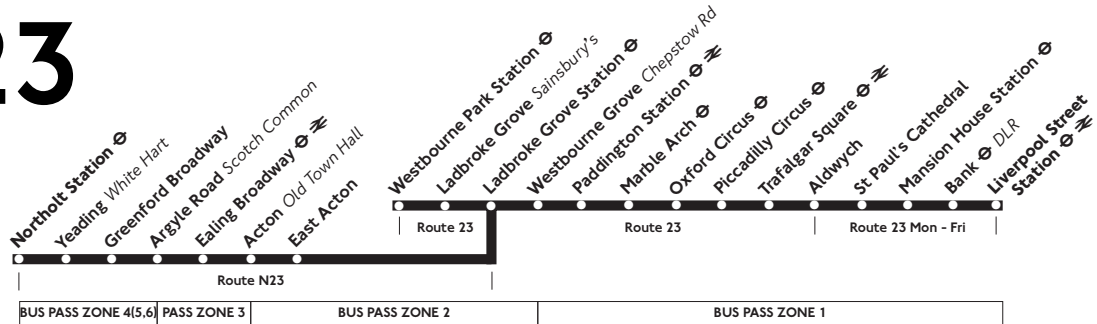 23
Northolt Station
Yeading White Hart
Greenford Broadway
Argyle Road Scotch Common
Ealing Broadway
Acton Old Town Hall
East Acton
Westbourne Park Station
Ladbroke Grove Sainsbury's
Ladbroke Grove Station
Westbourne Grove Chepstow Rd
Paddington Station
Marble Arch
Oxford Circus
Piccadilly Circus
Trafalgar Square
Aldwych
St Paul's Cathedral
Mansion House Station
Bank DLR
Liverpool Street
Station
Route 23
Route 23
Route 23 Mon - Fri
Route N23
BUS PASS ZONE 4(5,6)
PASS ZONE 3
BUS PASS ZONE 2
BUS PASS ZONE 1